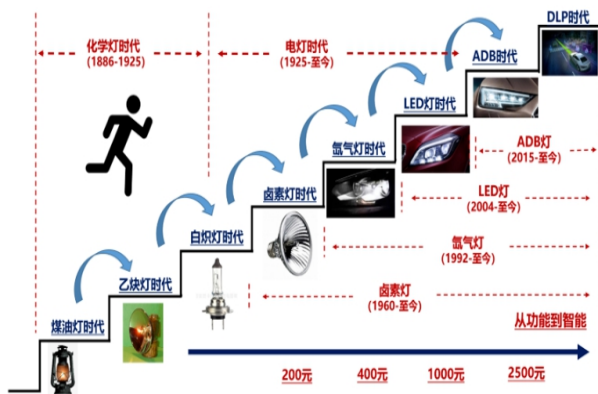 DLP时代
化学灯时代
(1886-1925)
电灯时代
(1925-至今)
ADB时代
LED灯时代
氙气灯时代
卤素灯时代
白炽灯时代
乙炔灯时代
煤油灯时代
ADB灯
(2015-至今)
LED灯
(2004-至今)
氙气灯
(1992-至今)
卤素灯
(1960-至今)
从功能到智能
200元
400元
1000元
2500元